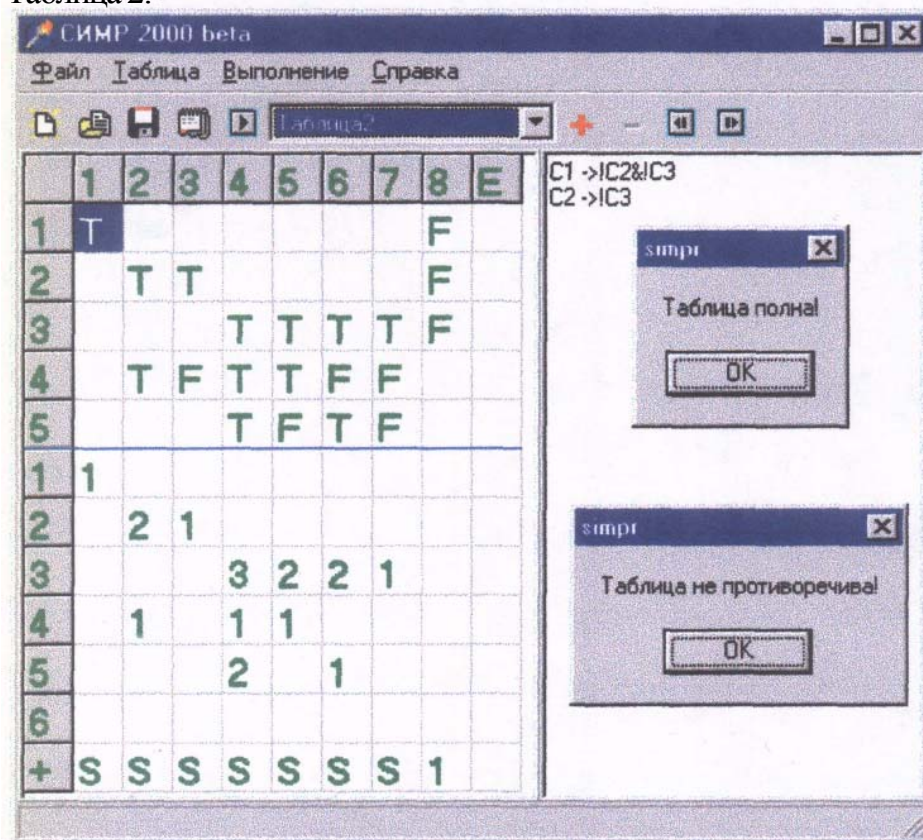 Таблица 2.
СИМР 2000 beta
Файл Таблица Выполнение Справка
Таблица2
1 2 3 4 5 6 7 8 E
1 T F
2 T T F
3 T T T T F
4 T F T T F F
5 T F T F
1 1
2 2 1
3 3 2 2 1
4 1 1 1
5 2 1
6
+ S S S S S S S 1
C1 ->!C2&!C3
C2 ->!C3
simpr
Таблица полна!
OK
simpr
Таблица не противоречива!
OK